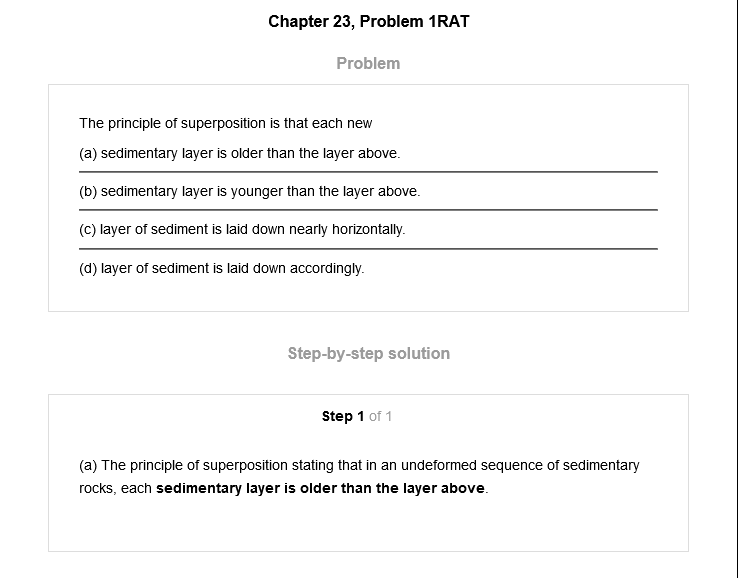 Chapter 23, Problem 1RAT
Problem
The principle of superposition is that each new
(a) sedimentary layer is older than the layer above.
(b) sedimentary layer is younger than the layer above.
(c) layer of sediment is laid down nearly horizontally.
(d) layer of sediment is laid down accordingly.
Step-by-step solution
Step 1 of 1
(a) The principle of superposition stating that in an undeformed sequence of sedimentary
rocks, each sedimentary layer is older than the layer above.